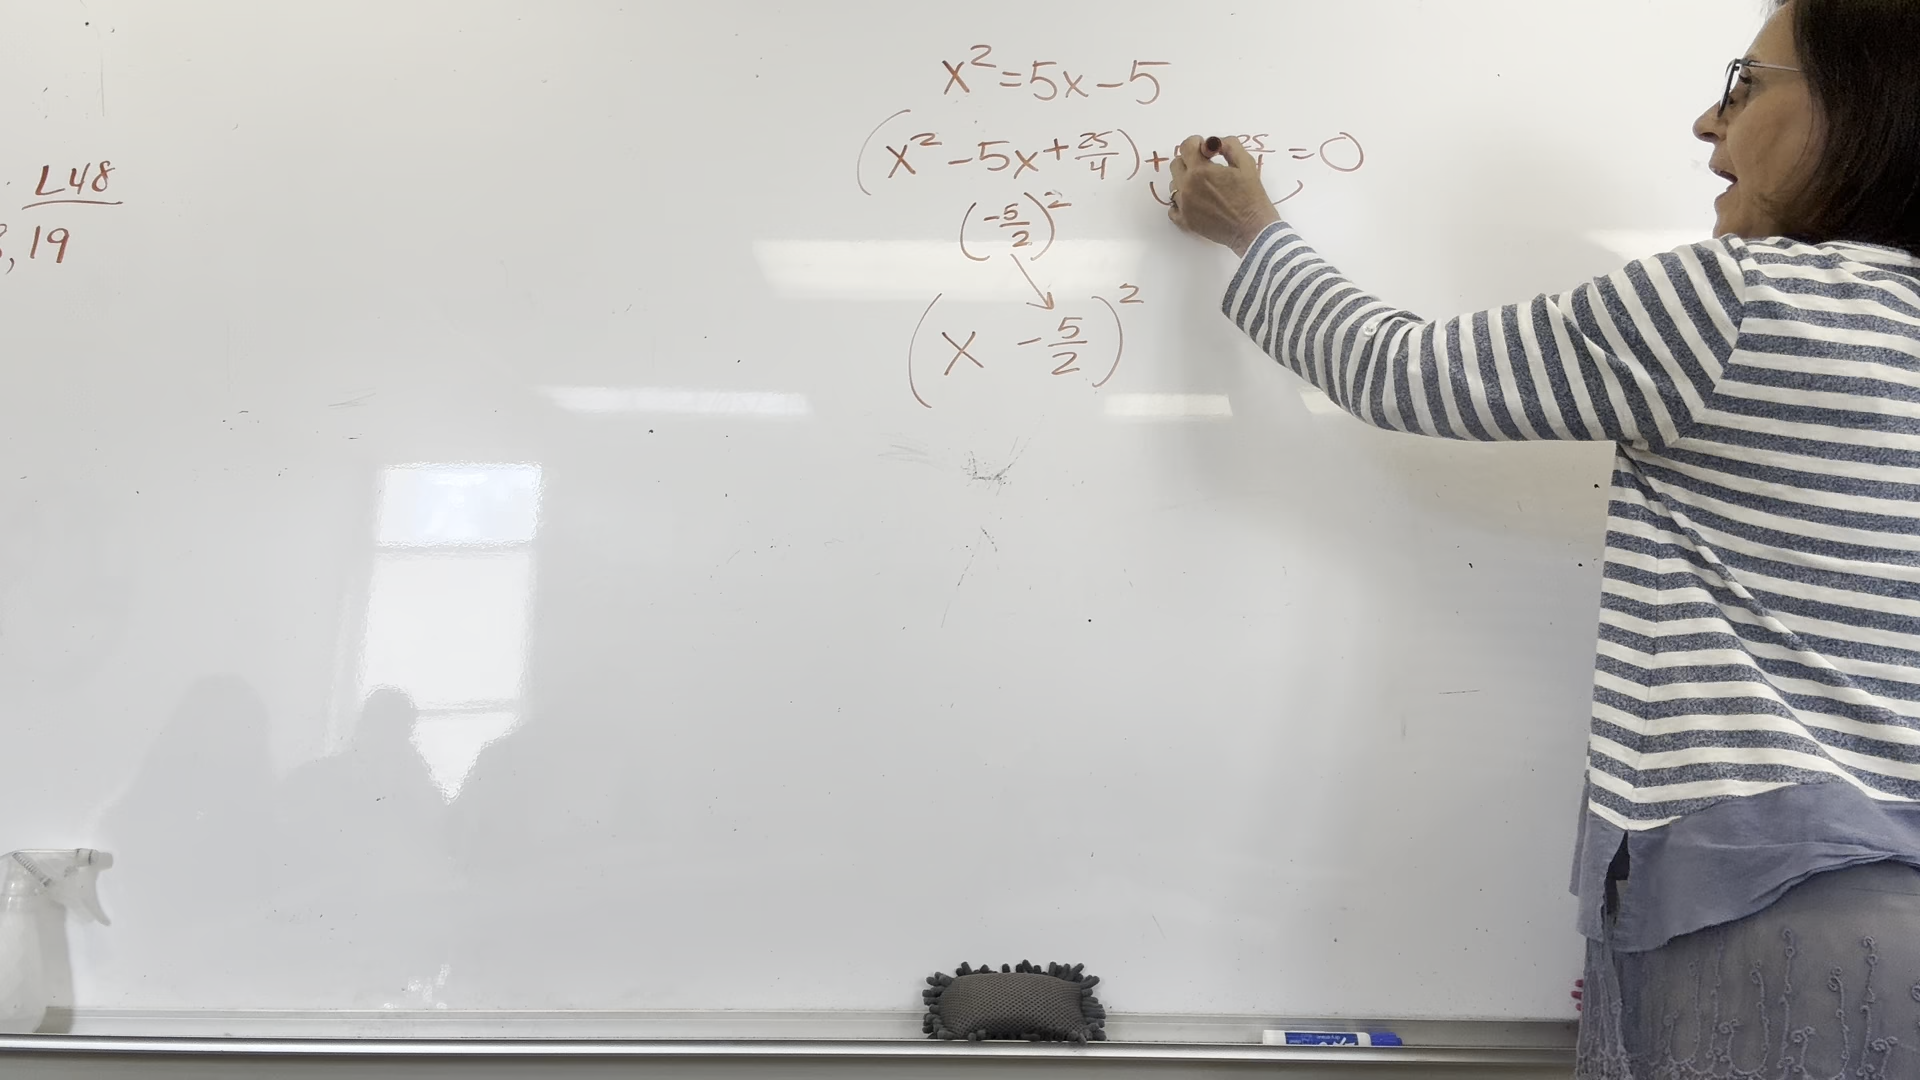 L48
, 19
x² = 5x - 5
(x² - 5x + 25/4) + 25/4 = 0
(-5/2)²
(x - 5/2)²